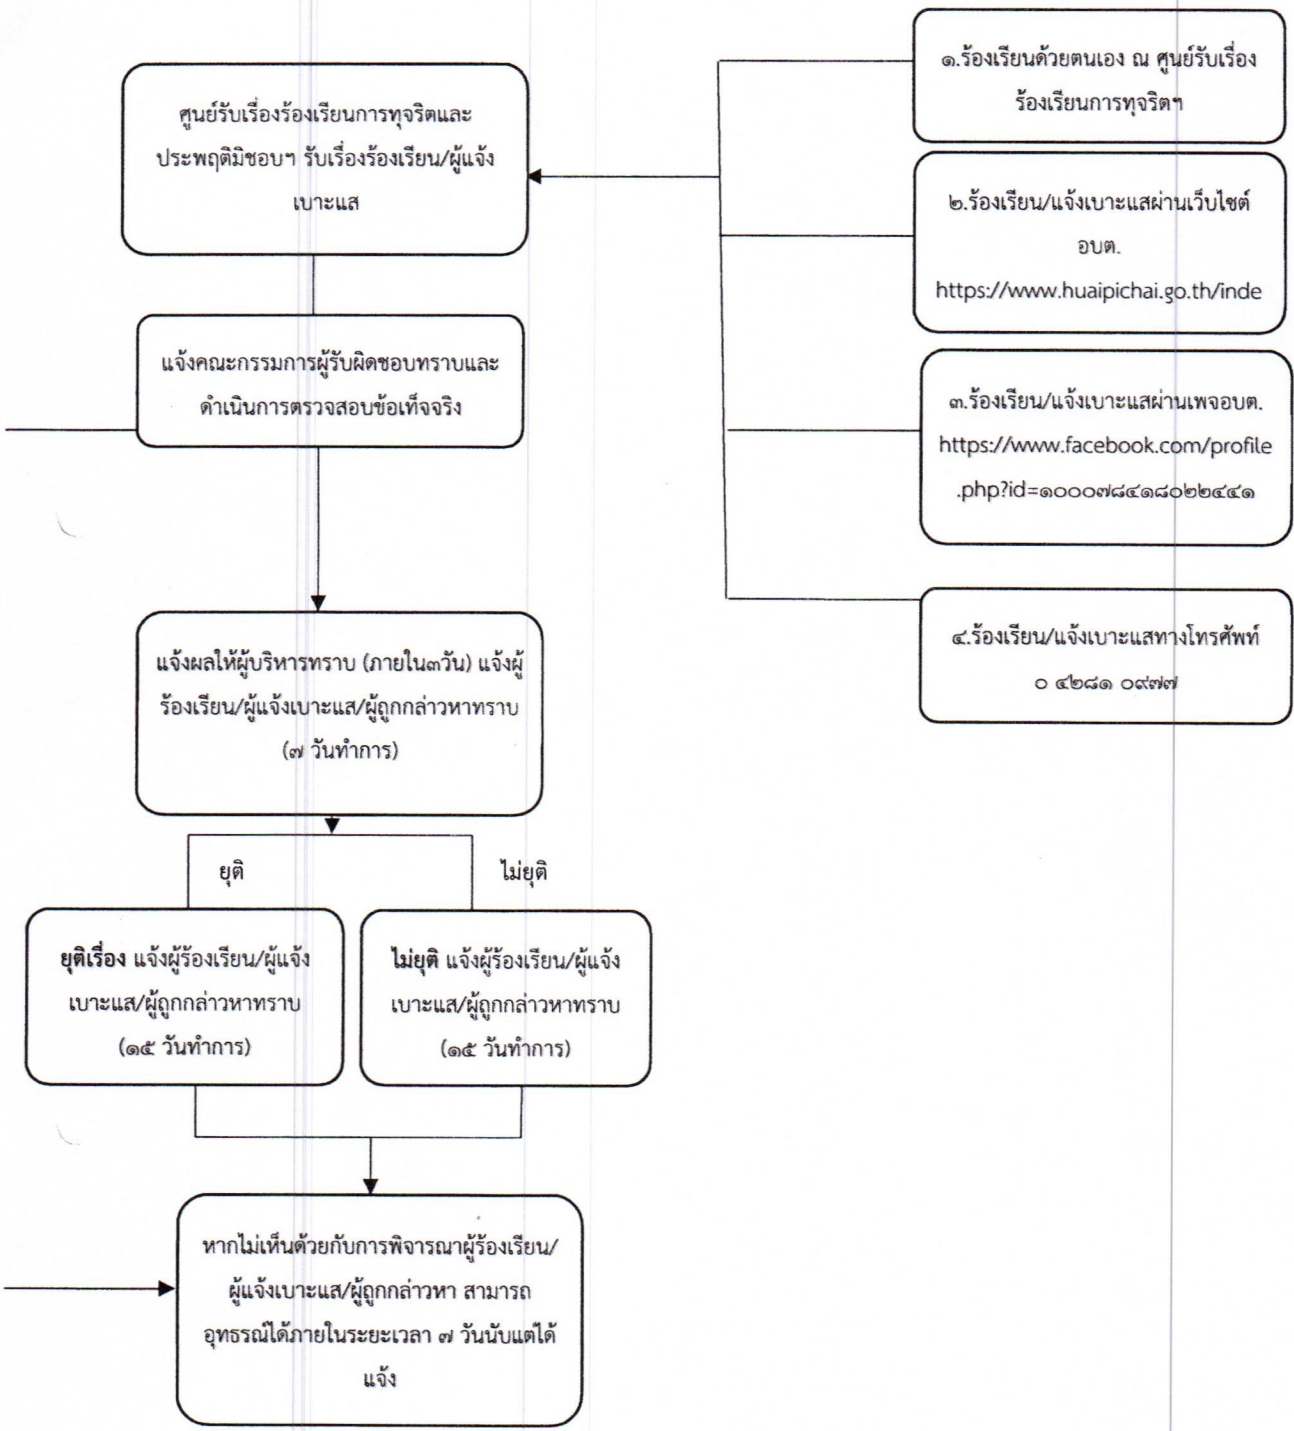 ศูนย์รับเรื่องร้องเรียนการทุจริตและ
ประพฤติมิชอบฯ รับเรื่องร้องเรียน/ผู้แจ้ง
เบาะแส
๑.ร้องเรียนด้วยตนเอง ณ ศูนย์รับเรื่อง
ร้องเรียนการทุจริตฯ
๒.ร้องเรียน/แจ้งเบาะแสผ่านเว็บไซต์
อบต.
https://www.huaipichai.go.th/inde
๓.ร้องเรียน/แจ้งเบาะแสผ่านเพจอบต.
https://www.facebook.com/profile
.php?id=๑๐๐๐๗๘๔๑๘๐๒๒๔๔๑
๔.ร้องเรียน/แจ้งเบาะแสทางโทรศัพท์
๐ ๔๒๘๑ ๐๙๗๗
แจ้งคณะกรรมการผู้รับผิดชอบทราบและ
ดำเนินการตรวจสอบข้อเท็จจริง
แจ้งผลให้ผู้บริหารทราบ (ภายใน๓วัน) แจ้งผู้
ร้องเรียน/ผู้แจ้งเบาะแส/ผู้ถูกกล่าวหาทราบ
(๗ วันทำการ)
ยุติ
ไม่ยุติ
ยุติเรื่อง แจ้งผู้ร้องเรียน/ผู้แจ้ง
เบาะแส/ผู้ถูกกล่าวหาทราบ
(๑๕ วันทำการ)
ไม่ยุติ แจ้งผู้ร้องเรียน/ผู้แจ้ง
เบาะแส/ผู้ถูกกล่าวหาทราบ
(๑๕ วันทำการ)
หากไม่เห็นด้วยกับการพิจารณาผู้ร้องเรียน/
ผู้แจ้งเบาะแส/ผู้ถูกกล่าวหา สามารถ
อุทธรณ์ได้ภายในระยะเวลา ๗ วันนับแต่ได้
แจ้ง